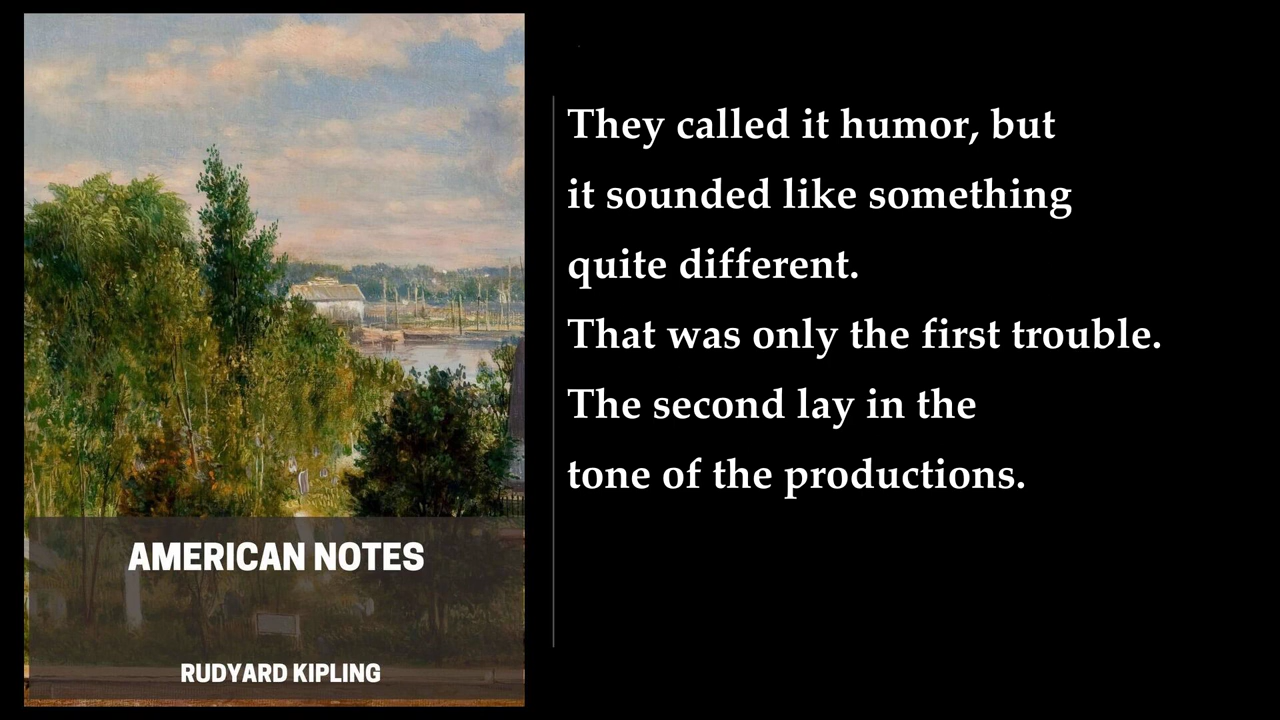 AMERICAN NOTES
RUDYARD KIPLING
They called it humor, but
it sounded like something
quite different.
That was only the first trouble.
The second lay in the
tone of the productions.